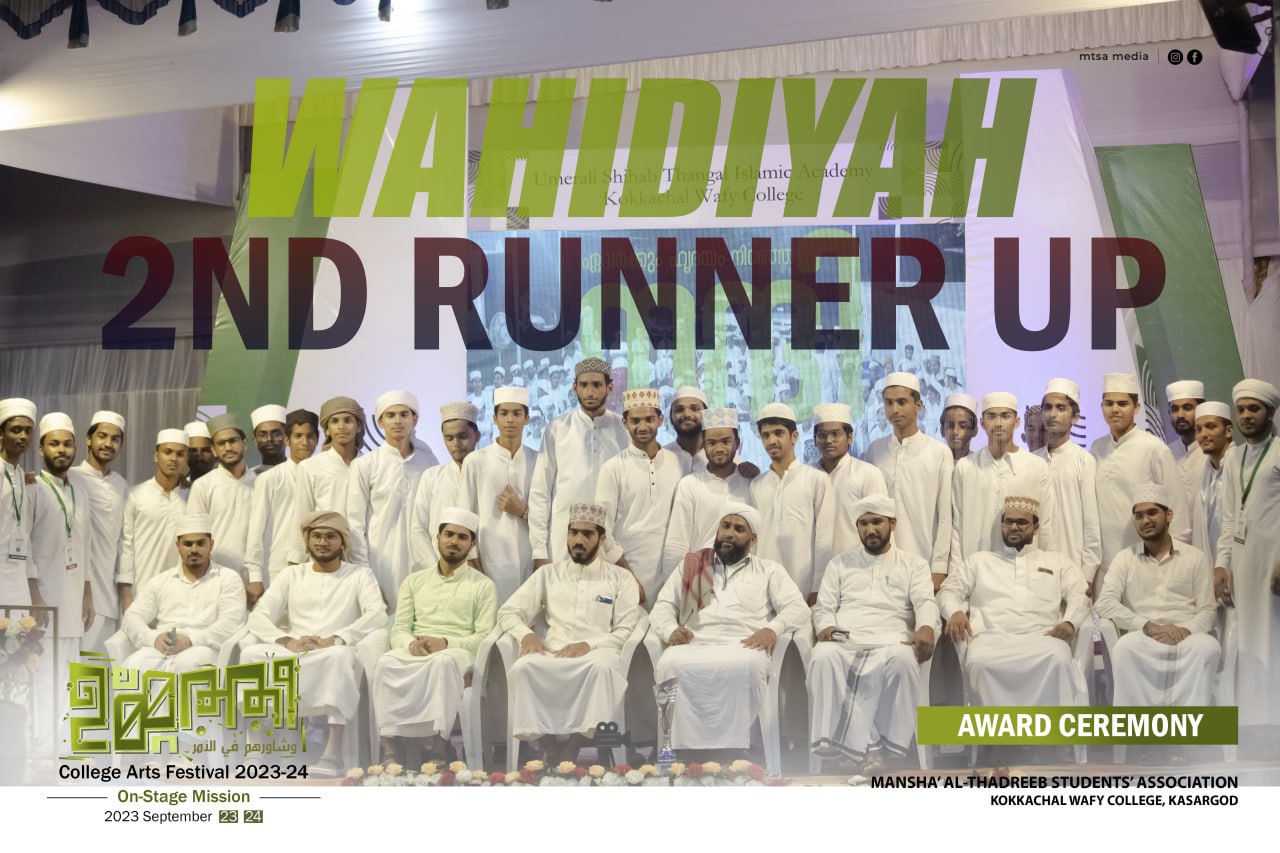 mtsa media
WAHIDIYAH
Umerali Shihab Thangal Islamic Academy
Kokkachal Wafy College
2ND RUNNER UP
ഹൃദയം
നന്ദി
وشاورهم في الأمر
College Arts Festival 2023-24
On-Stage Mission
2023 September 23 24
AWARD CEREMONY
MANSHA’ AL-THADREEB STUDENTS’ ASSOCIATION
KOKKACHAL WAFY COLLEGE, KASARGOD